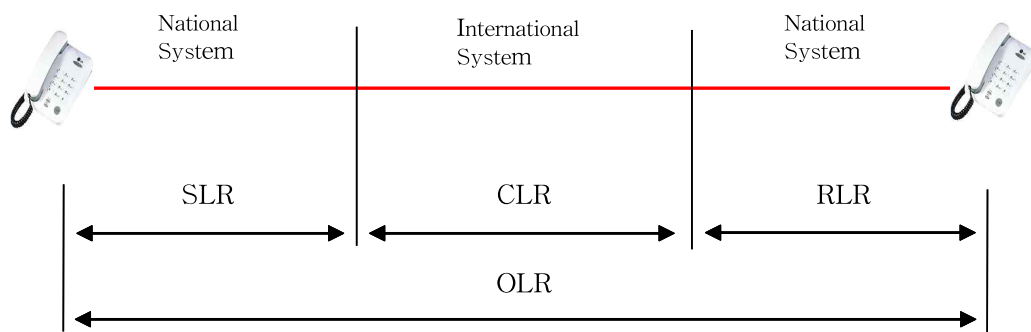 National
System
International
System
National
System
SLR
CLR
RLR
OLR